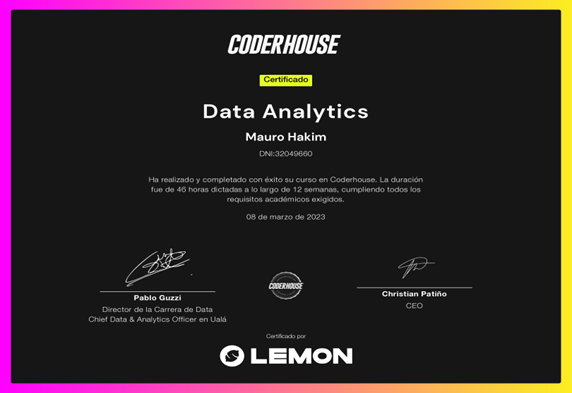 CODERHOUSE
Certificado
Data Analytics
Mauro Hakim
DNI:32049660
Ha realizado y completado con éxito su curso en Coderhouse. La duración
fue de 46 horas dictadas a lo largo de 12 semanas, cumpliendo todos los
requisitos académicos exigidos.
08 de marzo de 2023
Pablo Guzzi
Director de la Carrera de Data
Chief Data & Analytics Officer en Ualá
CODERHOUSE
Christian Patiño
CEO
Certificado por
LEMON